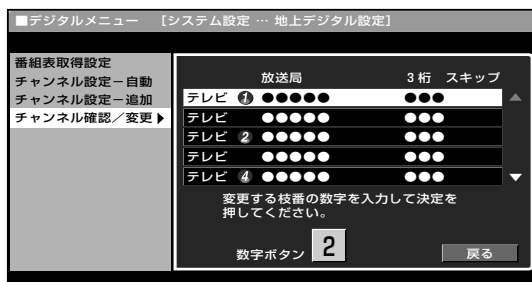 ■デジタルメニュー [システム設定 … 地上デジタル設定]
番組表取得設定
チャンネル設定－自動
チャンネル設定－追加
チャンネル確認／変更▶
放送局 3桁 スキップ
テレビ ❶ ●●●●● ●●●
テレビ ●●●●● ●●●
テレビ ❷ ●●●●● ●●●
テレビ ●●●●● ●●●
テレビ ❹ ●●●●● ●●●
変更する枝番の数字を入力して決定を
押してください。
数字ボタン 2
戻る